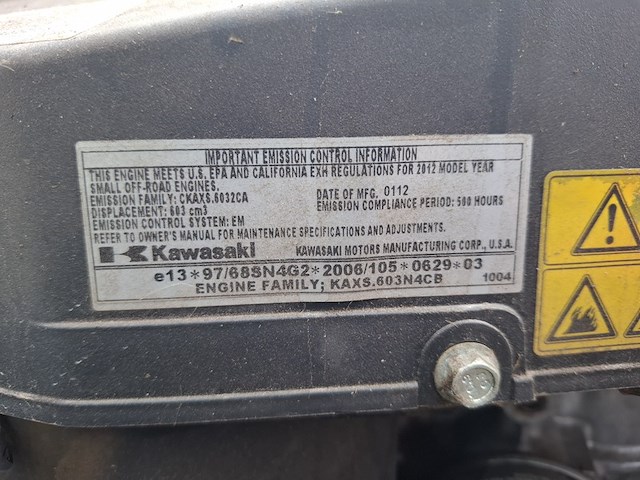 IMPORTANT EMISSION CONTROL INFORMATION
THIS ENGINE MEETS U.S. EPA AND CALIFORNIA EXH REGULATIONS FOR 2012 MODEL YEAR
SMALL OFF-ROAD ENGINES.
EMISSION FAMILY: CKAXS.6032CA DATE OF MFG. 0112
DISPLACEMENT: 603 cm3 EMISSION COMPLIANCE PERIOD: 500 HOURS
EMISSION CONTROL SYSTEM: EM
REFER TO OWNER'S MANUAL FOR MAINTENANCE SPECIFICATIONS AND ADJUSTMENTS.
Kawasaki KAWASAKI MOTORS MANUFACTURING CORP., U.S.A.
e13*97/68SN4G2*2006/105*0629*03
ENGINE FAMILY; KAXS.603N4CB 1004